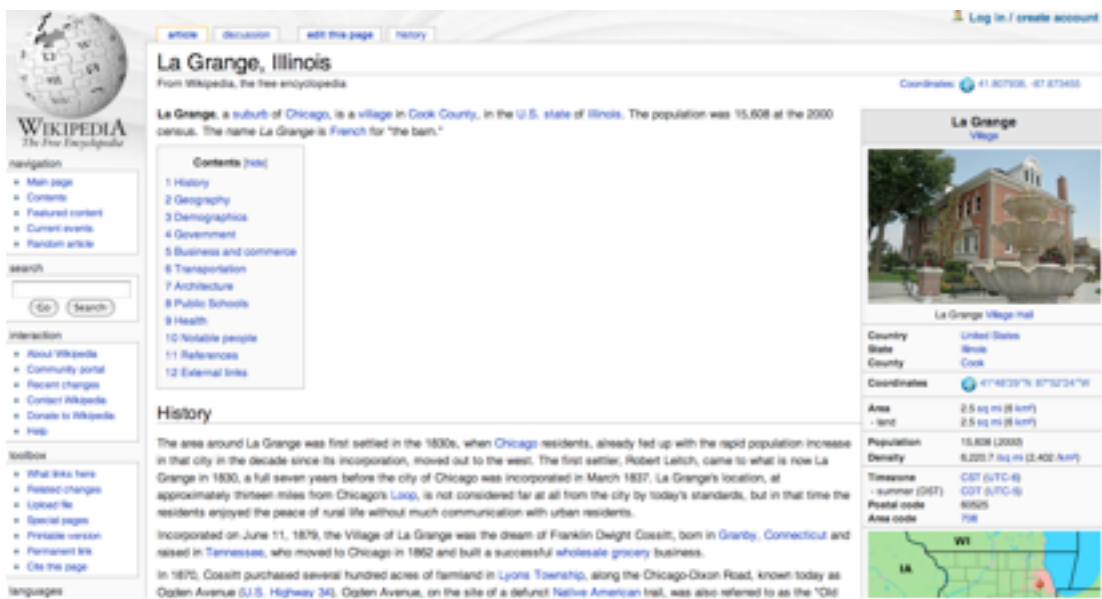 Log in / create account
article discussion edit this page history
La Grange, Illinois
From Wikipedia, the free encyclopedia
Coordinates: 41.807938, -87.873455
La Grange, a suburb of Chicago, is a village in Cook County, in the U.S. state of Illinois. The population was 15,608 at the 2000
census. The name La Grange is French for "the barn."
Contents [hide]
1 History
2 Geography
3 Demographics
4 Government
5 Business and commerce
6 Transportation
7 Architecture
8 Public Schools
9 Health
10 Notable people
11 References
12 External links
History
The area around La Grange was first settled in the 1830s, when Chicago residents, already fed up with the rapid population increase
in that city in the decade since its incorporation, moved out to the west. The first settler, Robert Leitch, came to what is now La
Grange in 1830, a full seven years before the city of Chicago was incorporated in March 1837. La Grange's location, at
approximately thirteen miles from Chicago's Loop, is not considered far at all from the city by today's standards, but in that time the
residents enjoyed the peace of rural life without much communication with urban residents.
Incorporated on June 11, 1879, the Village of La Grange was the dream of Franklin Dwight Cossitt, born in Granby, Connecticut and
raised in Tennessee, who moved to Chicago in 1862 and built a successful wholesale grocery business.
In 1870, Cossitt purchased several hundred acres of farmland in Lyons Township, along the Chicago-Dixon Road, known today as
Ogden Avenue (U.S. Highway 34). Ogden Avenue, on the site of a defunct Native American trail, was also referred to as the "Old
WIKIPEDIA
The Free Encyclopedia
navigation
Main page
Contents
Featured content
Current events
Random article
search
Go Search
interaction
About Wikipedia
Community portal
Recent changes
Contact Wikipedia
Donate to Wikipedia
Help
toolbox
What links here
Related changes
Upload file
Special pages
Printable version
Permanent link
Cite this page
languages
La Grange
Village
La Grange Village Hall
Country United States
State Illinois
County Cook
Coordinates 41°48′29″N 87°52′24″W
Area 2.5 sq mi (6 km²)
- land 2.5 sq mi (6 km²)
Population 15,608 (2000)
Density 6,220.7 /sq mi (2,402 /km²)
Timezone CST (UTC-6)
- summer (DST) CDT (UTC-5)
Postal code 60525
Area code 708
WI
IA